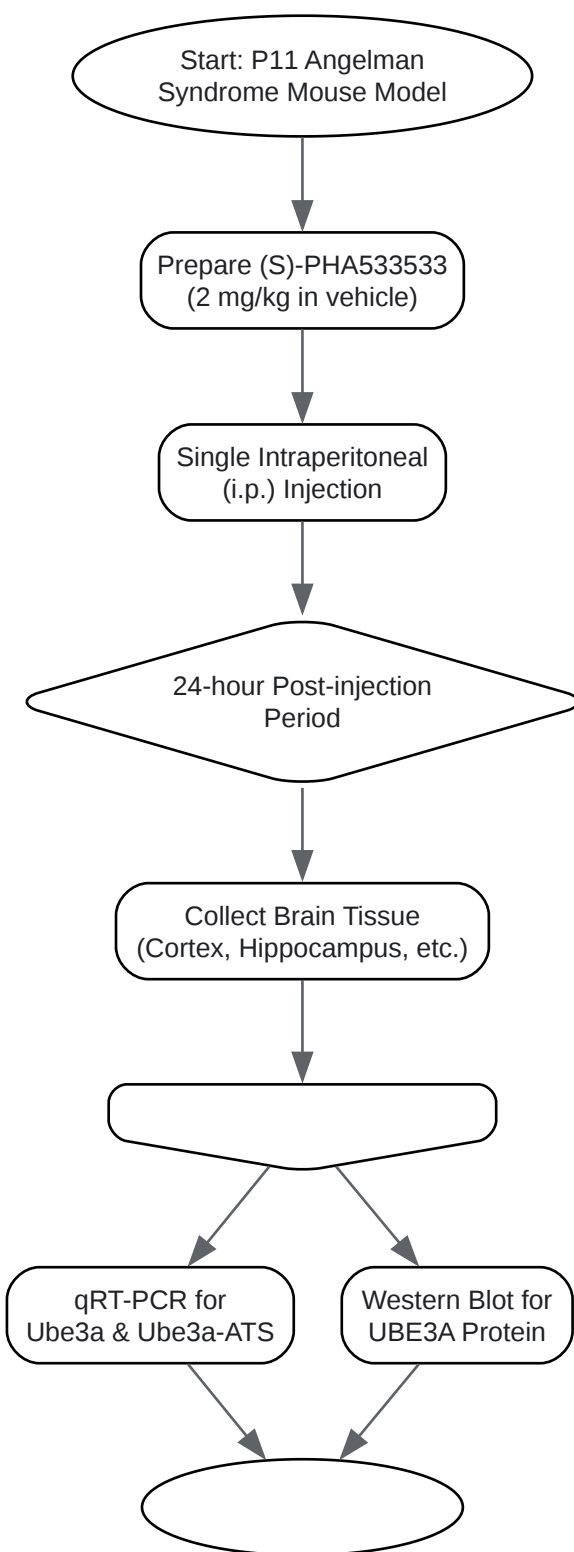 Start: P11 Angelman
Syndrome Mouse Model
Prepare (S)-PHA533533
(2 mg/kg in vehicle)
Single Intraperitoneal
(i.p.) Injection
24-hour Post-injection
Period
Collect Brain Tissue
(Cortex, Hippocampus, etc.)
qRT-PCR for
Ube3a & Ube3a-ATS
Western Blot for
UBE3A Protein